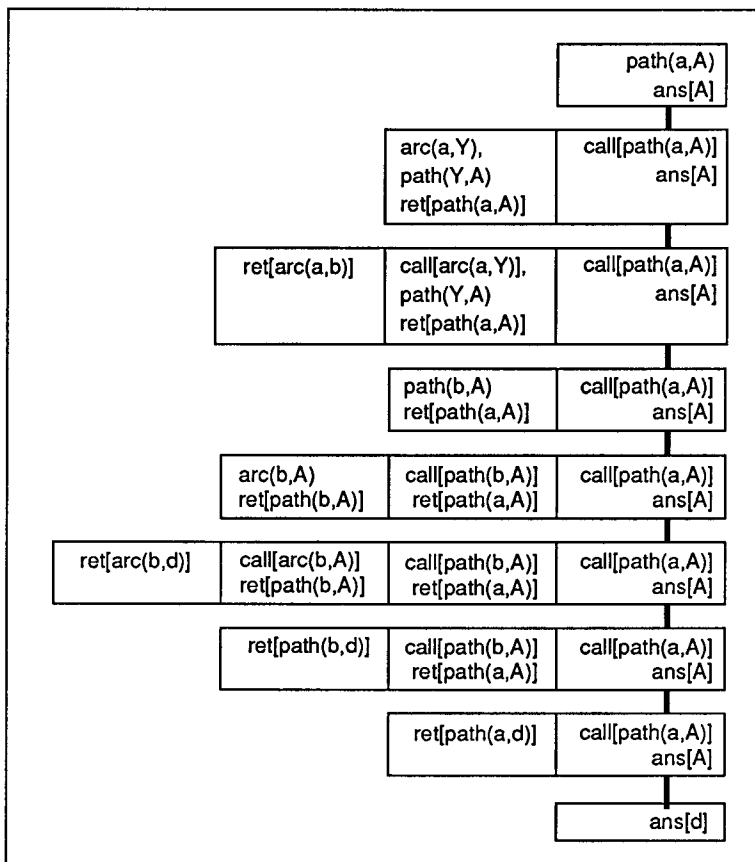 path(a,A)
ans[A]
arc(a,Y),
path(Y,A)
ret[path(a,A)]
call[path(a,A)]
ans[A]
ret[arc(a,b)]
call[arc(a,Y)],
path(Y,A)
ret[path(a,A)]
call[path(a,A)]
ans[A]
path(b,A)
ret[path(a,A)]
call[path(a,A)]
ans[A]
arc(b,A)
ret[path(b,A)]
call[path(b,A)]
ret[path(a,A)]
call[path(a,A)]
ans[A]
ret[arc(b,d)]
call[arc(b,A)]
ret[path(b,A)]
call[path(b,A)]
ret[path(a,A)]
call[path(a,A)]
ans[A]
ret[path(b,d)]
call[path(b,A)]
ret[path(a,A)]
call[path(a,A)]
ans[A]
ret[path(a,d)]
call[path(a,A)]
ans[A]
ans[d]